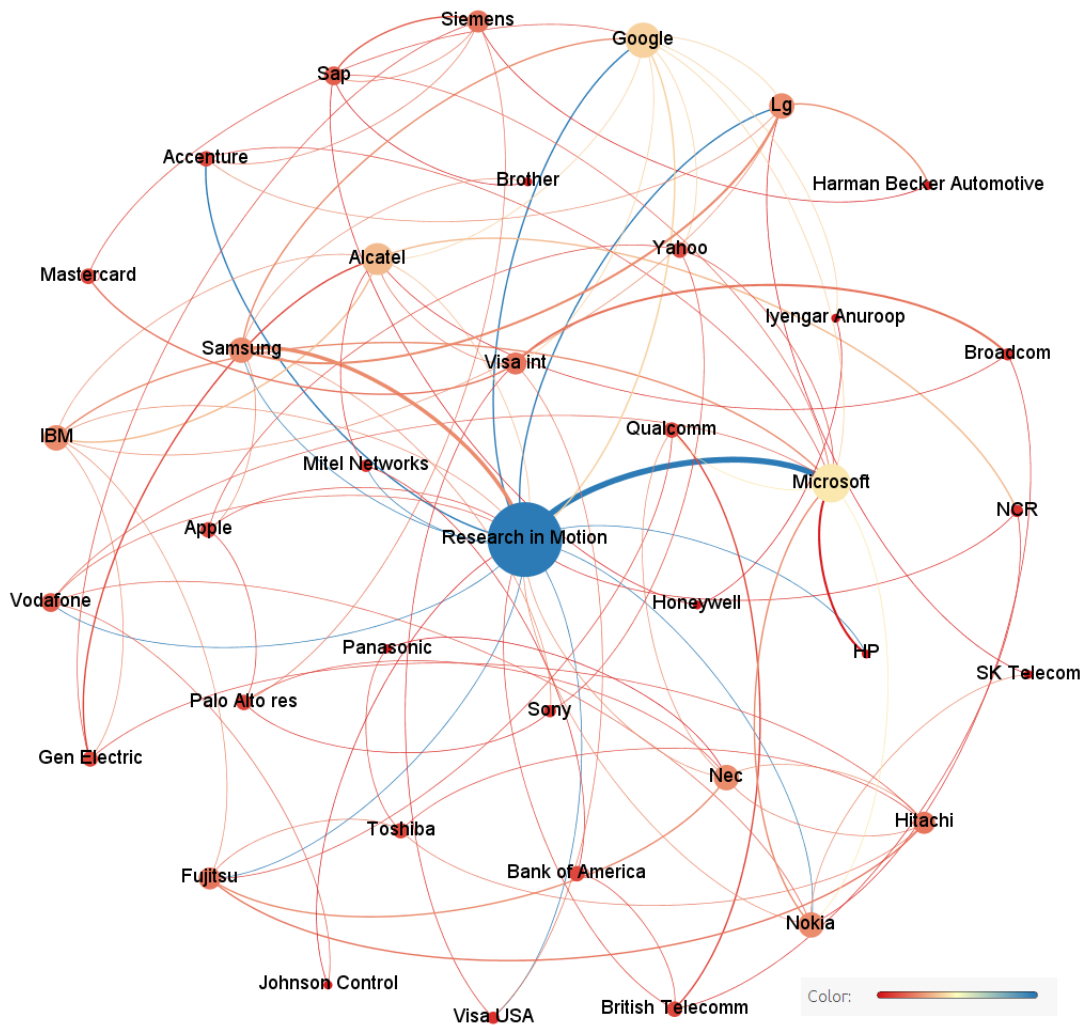 Siemens
Google
Sap
Lg
Accenture
Brother
Harman Becker Automotive
Yahoo
Alcatel
Mastercard
Iyengar Anuroop
Samsung
Broadcom
Visa int
Qualcomm
IBM
Mitel Networks
Microsoft
NCR
Apple
Research in Motion
Vodafone
Honeywell
Panasonic
HP
SK Telecom
Palo Alto res
Sony
Gen Electric
Nec
Hitachi
Toshiba
Bank of America
Fujitsu
Nokia
Johnson Control
Color:
British Telecomm
Visa USA